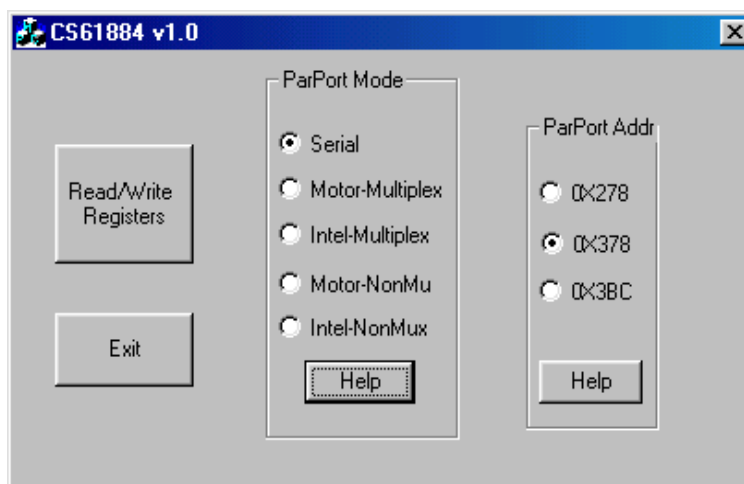 CS61884 v1.0
Read/Write
Registers
Exit
ParPort Mode
Serial
Motor-Multiplex
Intel-Multiplex
Motor-NonMu
Intel-NonMux
Help
ParPort Addr
0X278
0X378
0X3BC
Help